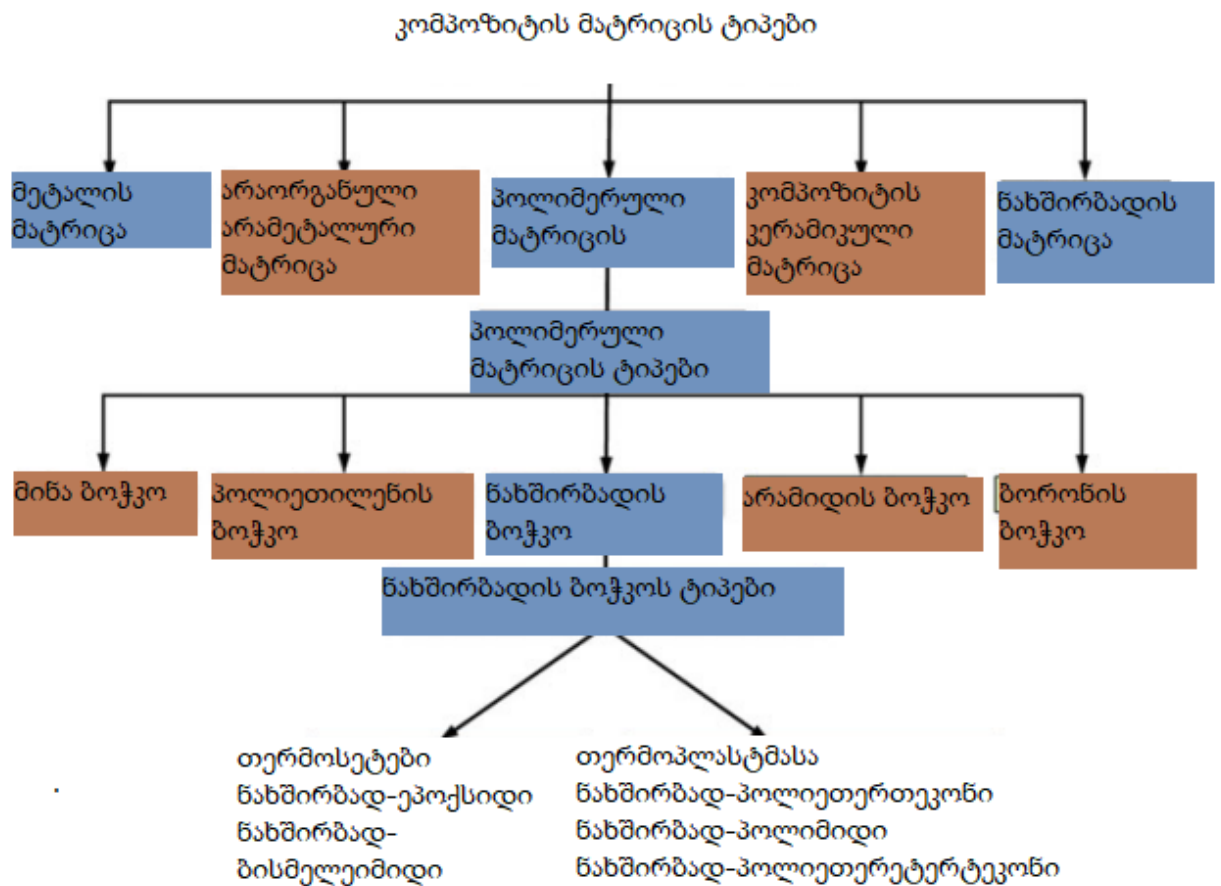 კომპოზიტის მატრიცის ტიპები
მეტალის
მატრიცა
არაორგანული
არამეტალური
მატრიცა
პოლიმერული
მატრიცის
კომპოზიტის
კერამიკული
მატრიცა
ნახშირბადის
მატრიცა
პოლიმერული
მატრიცის ტიპები
მინა ბოჭკო
პოლიეთილენის
ბოჭკო
ნახშირბადის
ბოჭკო
არამიდის ბოჭკო
ბორონის
ბოჭკო
ნახშირბადის ბოჭკოს ტიპები
თერმოსეტები
ნახშირბად-ეპოქსიდი
ნახშირბად-
ბისმელეიმიდი
თერმოპლასტმასა
ნახშირბად-პოლიეთერთეკონი
ნახშირბად-პოლიმიდი
ნახშირბად-პოლიეთერეტერტეკონი